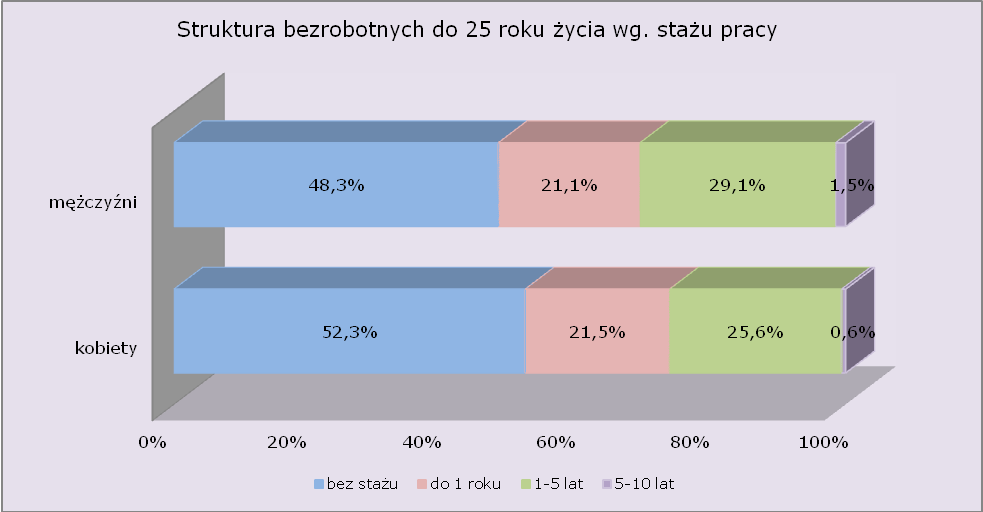 Struktura bezrobotnych do 25 roku życia wg. stażu pracy
mężczyźni
48,3% 21,1% 29,1% 1,5%
kobiety
52,3% 21,5% 25,6% 0,6%
0% 20% 40% 60% 80% 100%
bez stażu do 1 roku 1-5 lat 5-10 lat